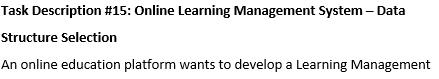 Task Description #15: Online Learning Management System – Data
Structure Selection
An online education platform wants to develop a Learning Management